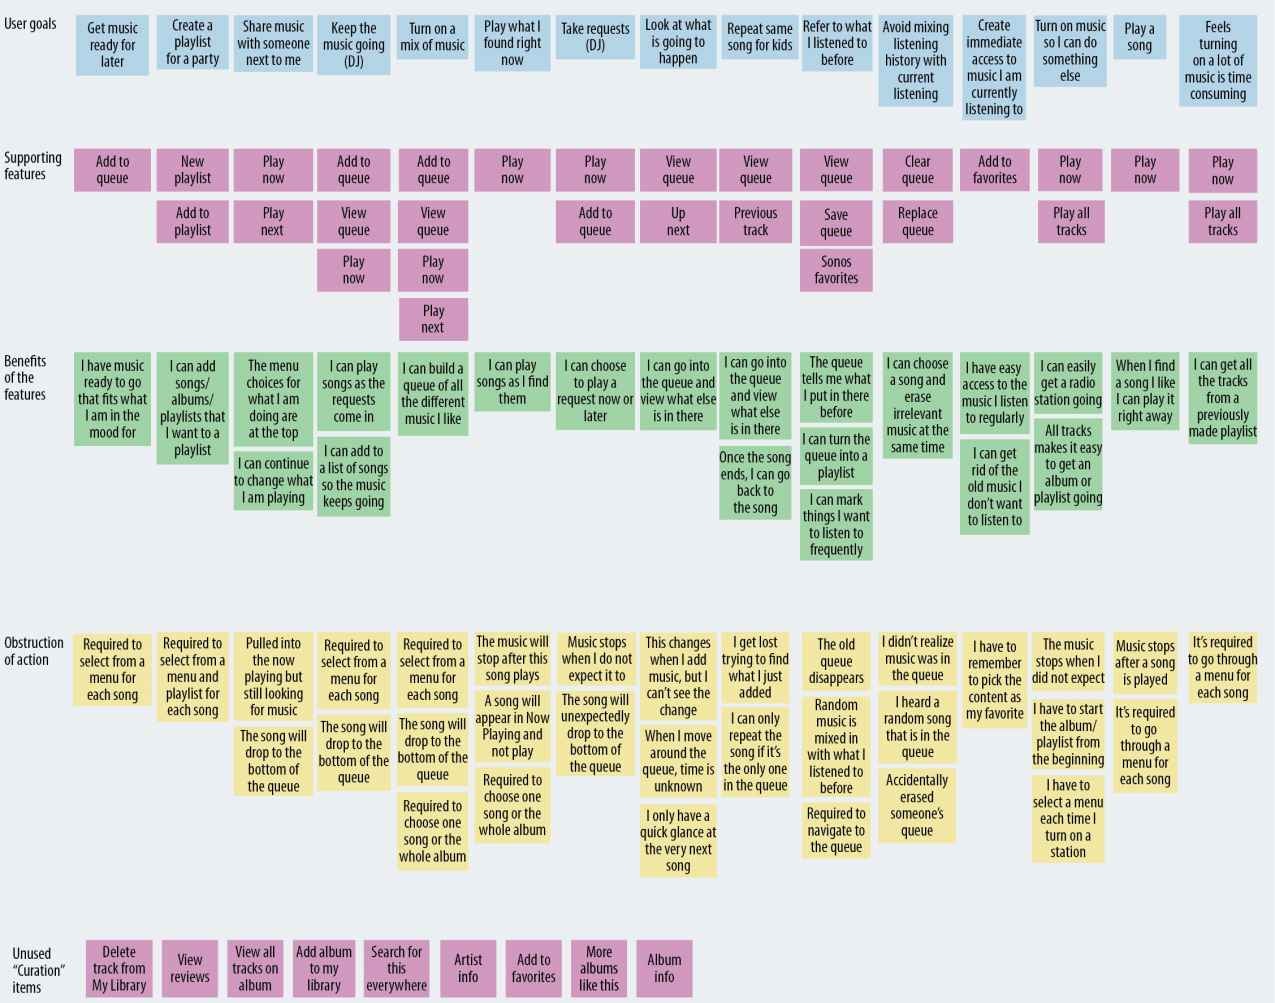 User goals
Get music
ready for
later
Create a
playlist
for a party
Share music
with someone
next to me
Keep the
music going
(DJ)
Turn on a
mix of music
Play what I
found right
now
Take requests
(DJ)
Look at what
is going to
happen
Repeat same
song for kids
Refer to what
I listened to
before
Avoid mixing
listening
history with
current
listening
Create
immediate
access to
music I am
currently
listening to
Turn on music
so I can do
something
else
Play a
song
Feels
turning
on a lot of
music is time
consuming
Supporting
features
Add to
queue
New
playlist
Add to
playlist
Play
now
Play
next
Add to
queue
View
queue
Play
now
Add to
queue
View
queue
Play
now
Play
next
Play
now
Play
now
Add to
queue
View
queue
Up
next
View
queue
Previous
track
View
queue
Save
queue
Sonos
favorites
Clear
queue
Replace
queue
Add to
favorites
Play
now
Play all
tracks
Play
now
Play
now
Play all
tracks
Benefits
of the
features
I have music
ready to go
that fits what
I am in the
mood for
I can add
songs/
albums/
playlists that
I want to a
playlist
The menu
choices for
what I am
doing are
at the top
I can continue
to change what
I am playing
I can play
songs as the
requests
come in
I can add to
a list of songs
so the music
keeps going
I can build a
queue of all
the different
music I like
I can play
songs as I find
them
I can choose
to play a
request now or
later
I can go into
the queue and
view what else
is in there
I can go into
the queue
and view
what else
is in there
Once the song
ends, I can go
back to
the song
The queue
tells me what
I put in there
before
I can turn the
queue into a
playlist
I can mark
things I want
to listen to
frequently
I can choose
a song and
erase
irrelevant
music at the
same time
I have easy
access to the
music I listen
to regularly
I can get
rid of the
old music I
don't want
to listen to
I can easily
get a radio
station going
All tracks
makes it easy
to get an
album or
playlist going
When I find
a song I like
I can play it
right away
I can get all
the tracks
from a
previously
made playlist
Obstruction
of action
Required to
select from a
menu for
each song
Required to
select from a
menu and
playlist for
each song
Pulled into
the now
playing but
still looking
for music
The song will
drop to the
bottom of
the queue
Required to
select from a
menu for
each song
The song will
drop to the
bottom of the
queue
Required to
select from a
menu for
each song
The song will
drop to the
bottom of the
queue
Required to
choose one
song or the
whole album
The music will
stop after this
song plays
A song will
appear in Now
Playing and
not play
Required to
choose one
song or the
whole album
Music stops
when I do not
expect it to
The song will
unexpectedly
drop to the
bottom of
the queue
This changes
when I add
music, but I
can't see the
change
When I move
around the
queue, time is
unknown
I only have a
quick glance at
the very next
song
I get lost
trying to find
what I just
added
I can only
repeat the
song if it's
the only one
in the queue
The old
queue
disappears
Random
music is
mixed in
with what I
listened to
before
Required to
navigate to
the queue
I didn't realize
music was in
the queue
I heard a
random song
that is in the
queue
Accidentally
erased
someone's
queue
I have to
remember
to pick the
content as
my favorite
The music
stops when I
did not expect
I have to start
the album/
playlist from
the beginning
I have to
select a menu
each time I
turn on a
station
Music stops
after a song
is played
It's required
to go
through a
menu for
each song
It's required
to go through
a menu for
each song
Unused
"Curation"
items
Delete
track from
My Library
View
reviews
View all
tracks on
album
Add album
to my
library
Search for
this
everywhere
Artist
info
Add to
favorites
More
albums
like this
Album
info